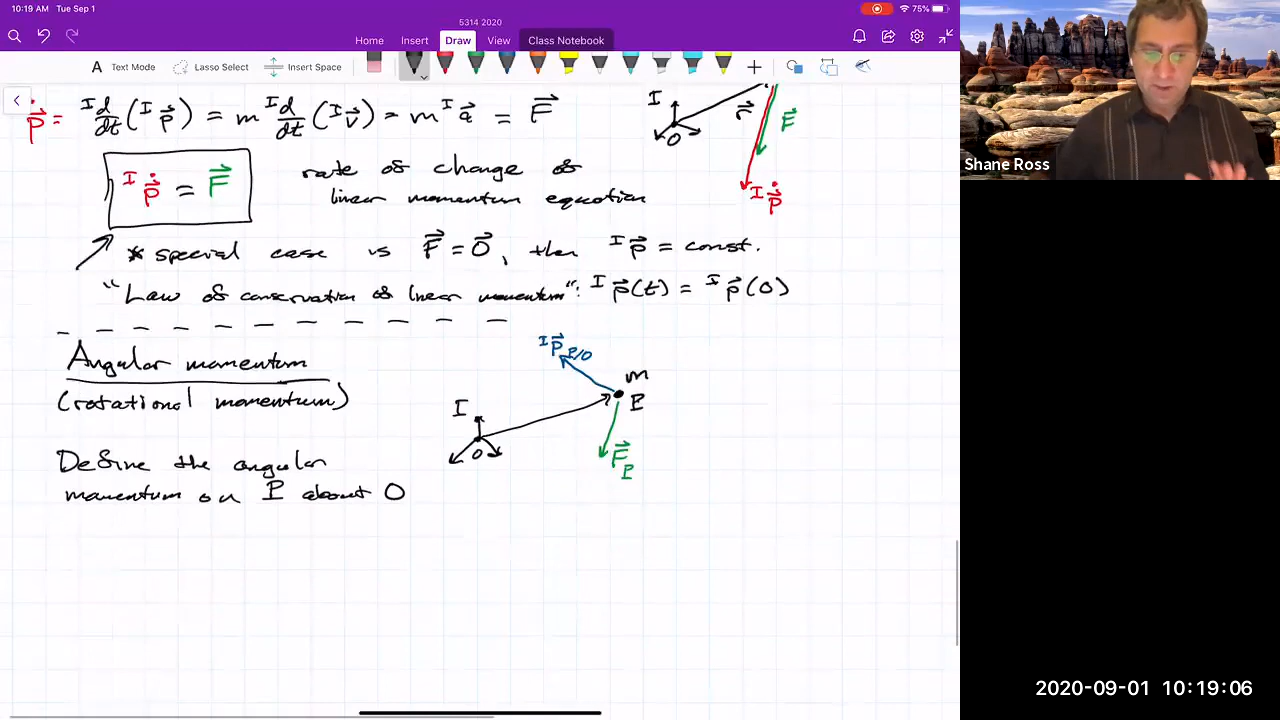 10:19 AM Tue Sep 1
75%
5314 2020
Home Insert Draw View Class Notebook
Text Mode Lasso Select Insert Space
Shane Ross
ṗ⃗ = ᴵd/dt (ᴵp⃗) = m ᴵd/dt (ᴵv⃗) = m ᴵa⃗ = F⃗
I
O
r⃗
F⃗
ᴵṗ⃗
ᴵṗ⃗ = F⃗
rate of change of
linear momentum equation
* special case is F⃗ = 0⃗, then ᴵp⃗ = const.
"Law of conservation of linear momentum": ᴵp⃗(t) = ᴵp⃗(0)
Angular momentum
(rotational momentum)
ᴵp⃗ P/O
m
P
I
O
F⃗ P
Define the angular
momentum on P about O
2020-09-01 10:19:06